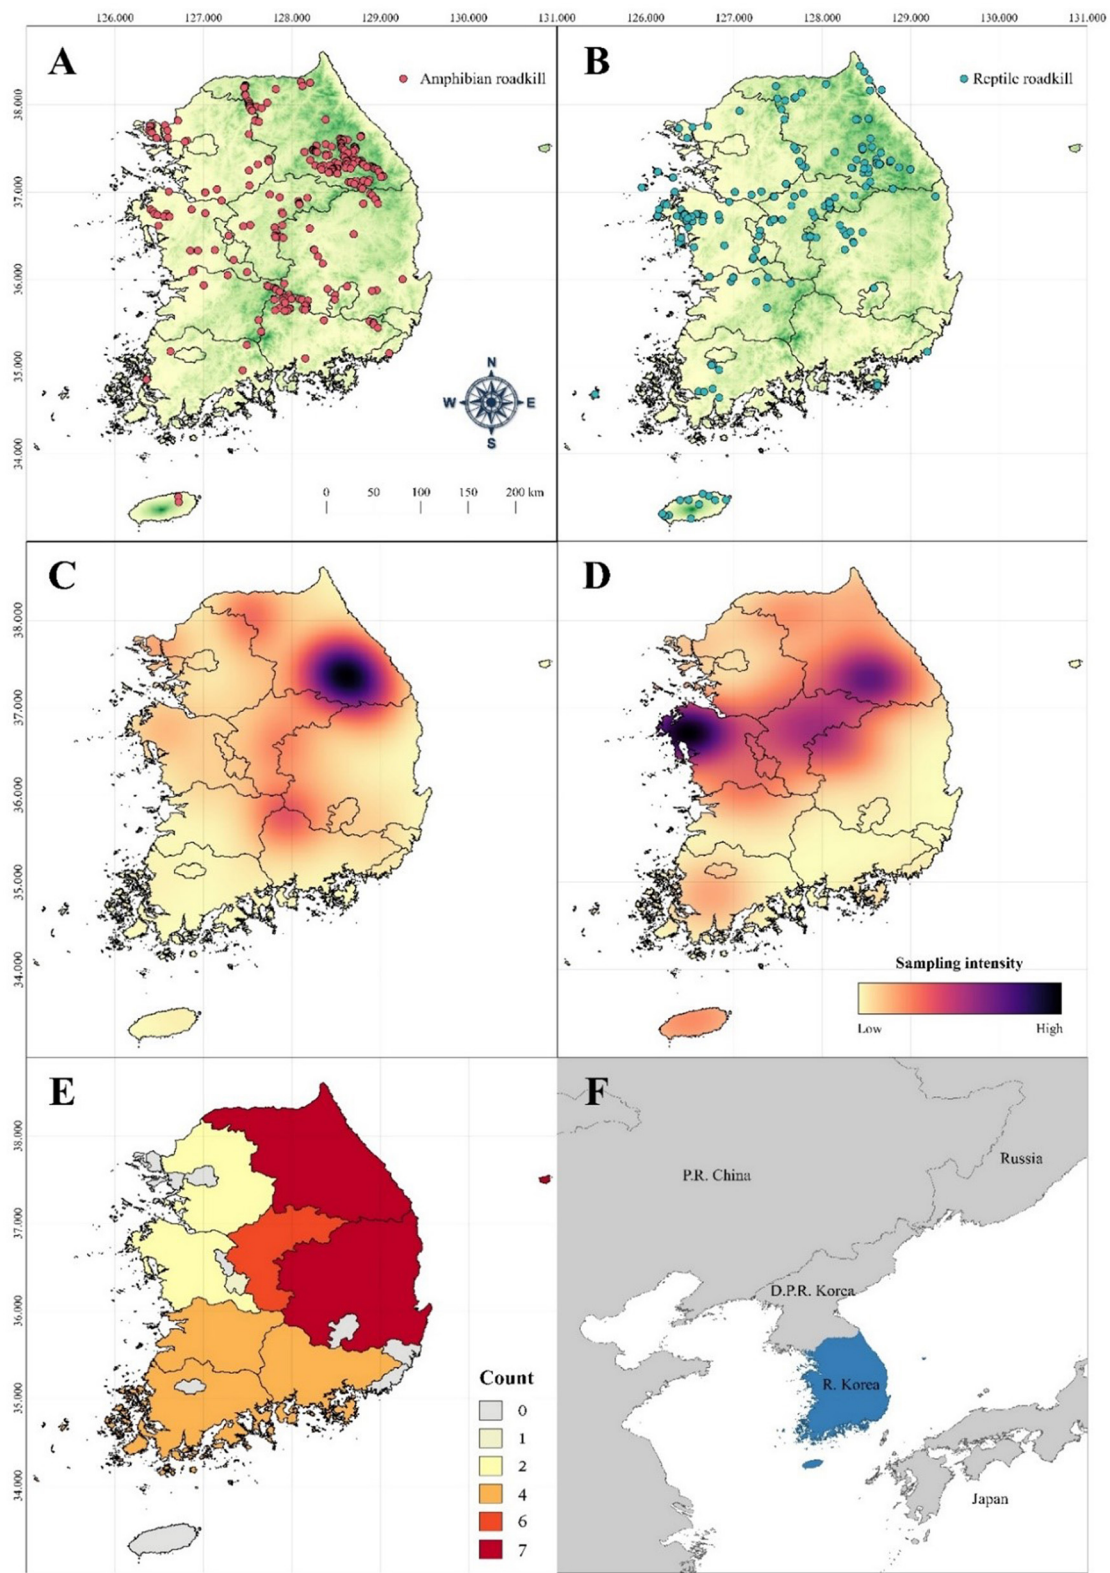 126.000 127.000 128.000 129.000 130.000 131.000 126.000 127.000 128.000 129.000 130.000 131.000
A
Amphibian roadkill
B
Reptile roadkill
38.000
37.000
36.000
35.000
34.000
N
W E
S
0 50 100 150 200 km
C
D
38.000
37.000
36.000
35.000
34.000
Sampling intensity
Low High
E
F
38.000
37.000
36.000
35.000
34.000
Count
0
1
2
4
6
7
P.R. China
Russia
D.P.R. Korea
R. Korea
Japan